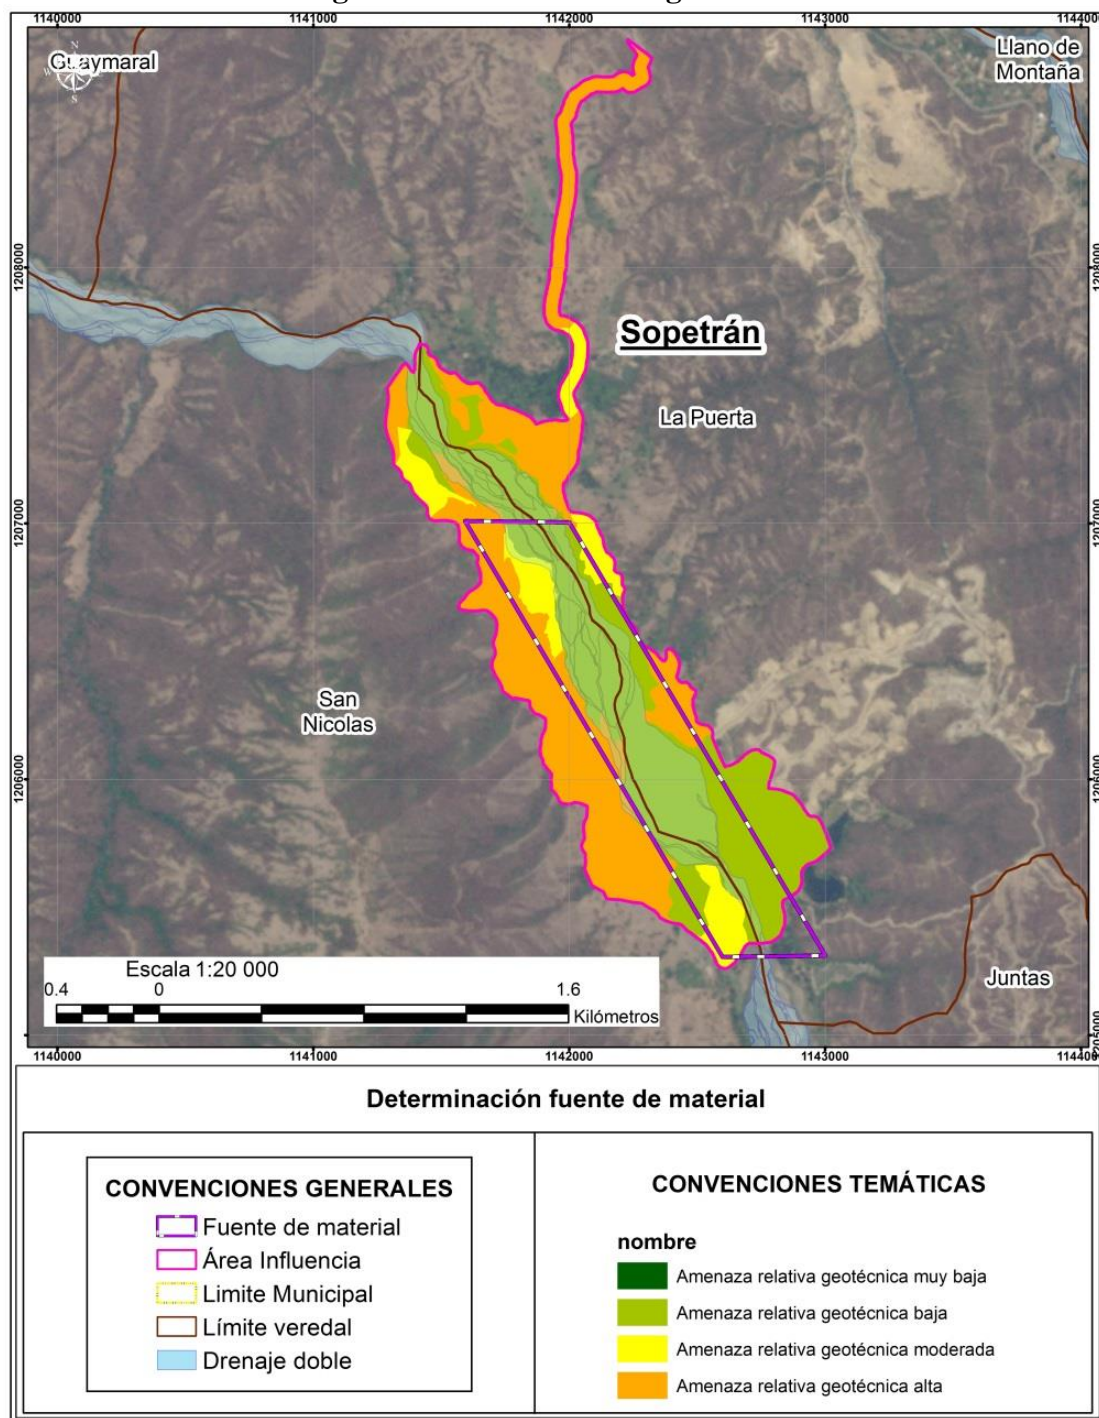 1140000 1141000 1142000 1143000
Guaymaral
N
W
S
Llano de
Montaña
1208000 1208000
Sopetrán
La Puerta
1207000 1207000
San
Nicolas
1206000 1206000
Juntas
Escala 1:20 000
0.4 0 1.6
Kilómetros
1140000 1141000 1142000 1143000
Determinación fuente de material
CONVENCIONES GENERALES
Fuente de material
Área Influencia
Limite Municipal
Límite veredal
Drenaje doble
CONVENCIONES TEMÁTICAS
nombre
Amenaza relativa geotécnica muy baja
Amenaza relativa geotécnica baja
Amenaza relativa geotécnica moderada
Amenaza relativa geotécnica alta